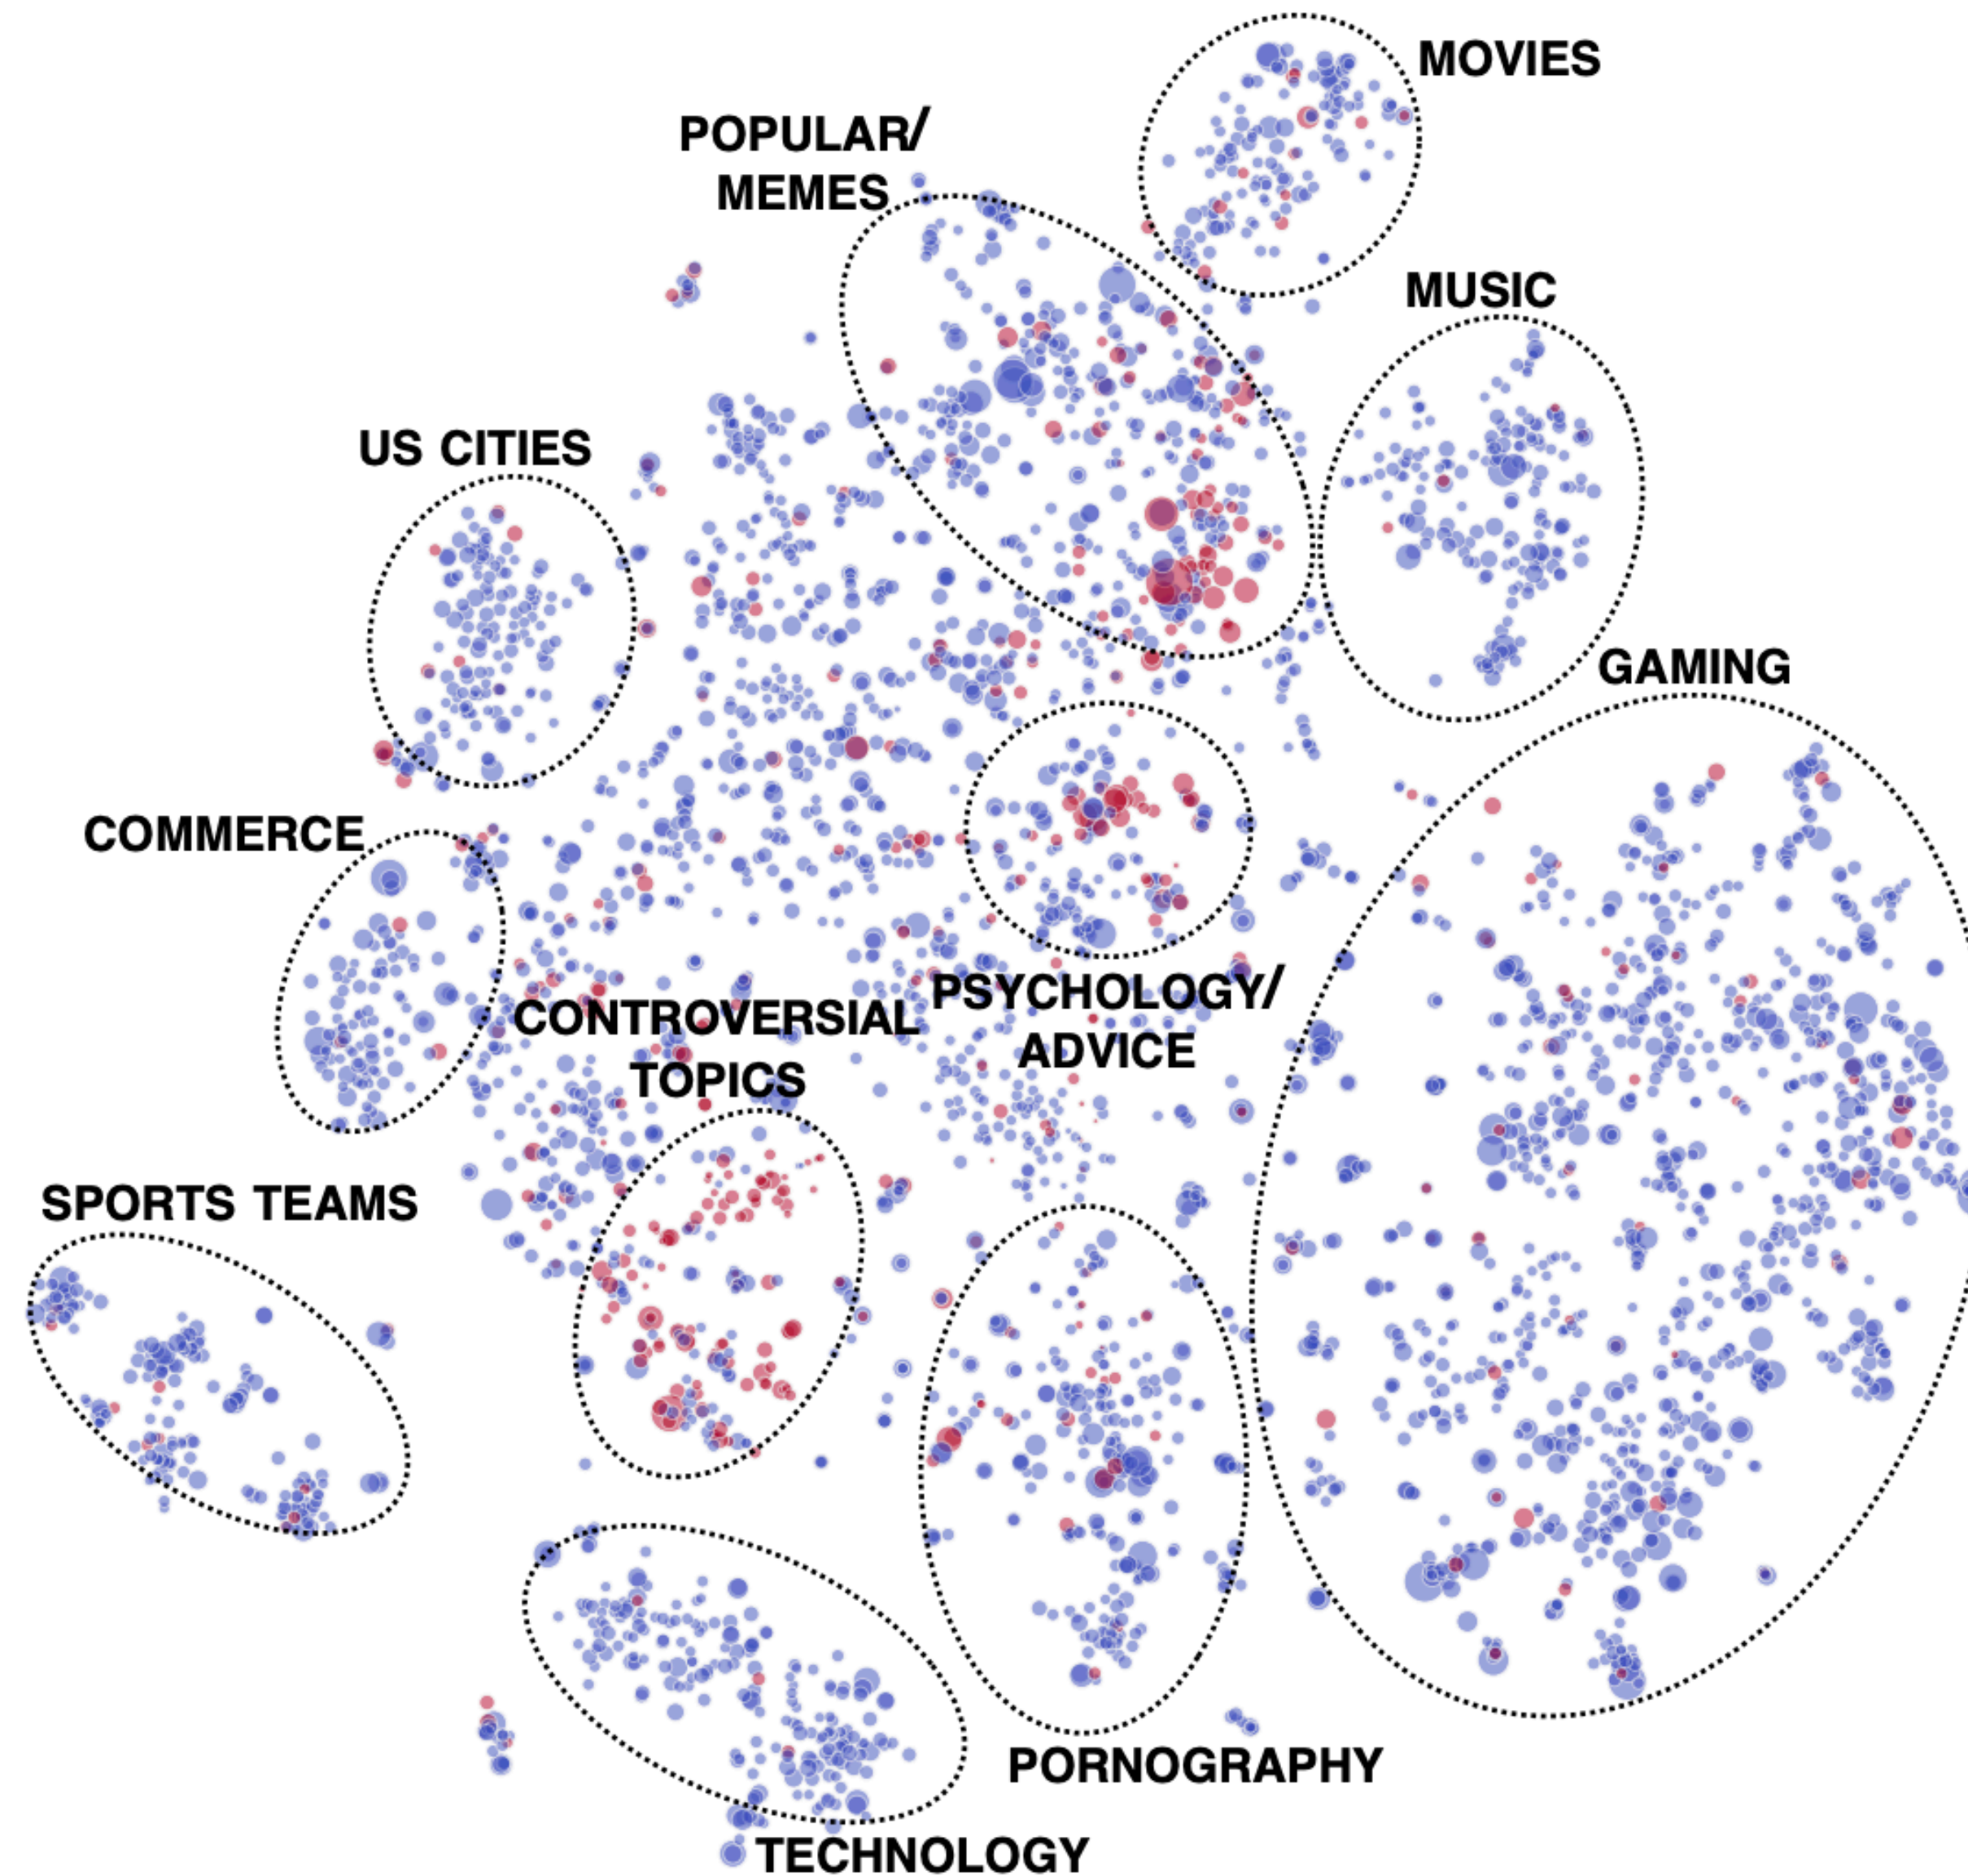 MOVIES
POPULAR/
MEMES
MUSIC
US CITIES
GAMING
COMMERCE
PSYCHOLOGY/
ADVICE
CONTROVERSIAL
TOPICS
SPORTS TEAMS
PORNOGRAPHY
TECHNOLOGY